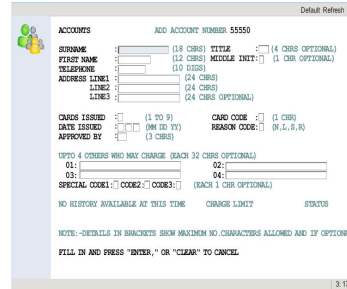 Default Refresh
ACCOUNTS ADD ACCOUNT NUMBER 55550
SURNAME : (18 CHRS) TITLE : (4 CHRS OPTIONAL)
FIRST NAME : (12 CHRS) MIDDLE INIT: (1 CHR OPTIONAL)
TELEPHONE : (10 DIGS)
ADDRESS LINE1 : (24 CHRS)
LINE2 : (24 CHRS)
LINE3 : (24 CHRS OPTIONAL)
CARDS ISSUED : (1 TO 9) CARD CODE : (1 CHR)
DATE ISSUED : (MM DD YY) REASON CODE: (N,L,S,R)
APPROVED BY : (3 CHRS)
UPTO 4 OTHERS WHO MAY CHARGE (EACH 32 CHRS OPTIONAL)
01: 02:
03: 04:
SPECIAL CODE1: CODE2: CODE3: (EACH 1 CHR OPTIONAL)
NO HISTORY AVAILABLE AT THIS TIME CHARGE LIMIT STATUS
NOTE:-DETAILS IN BRACKETS SHOW MAXIMUM NO.CHARACTERS ALLOWED AND IF OPTIONA
FILL IN AND PRESS "ENTER," OR "CLEAR" TO CANCEL
3:17